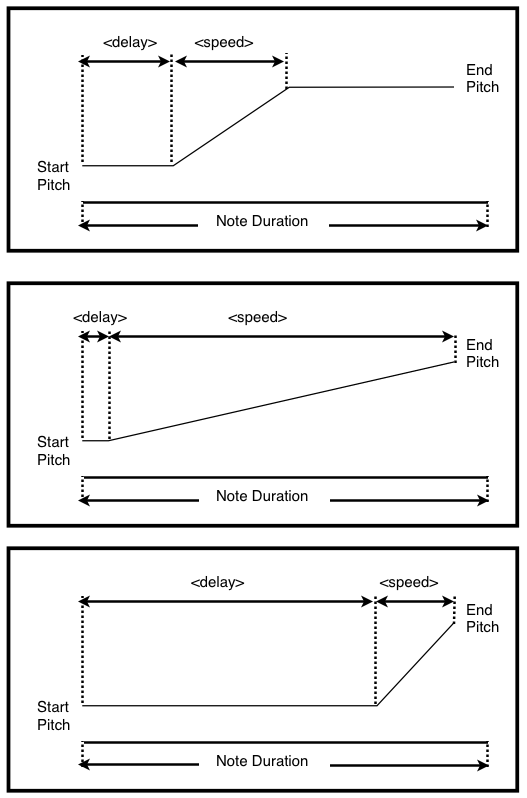 <delay>
<speed>
End
Pitch
Start
Pitch
Note Duration
<delay>
<speed>
End
Pitch
Start
Pitch
Note Duration
<delay>
<speed>
End
Pitch
Start
Pitch
Note Duration